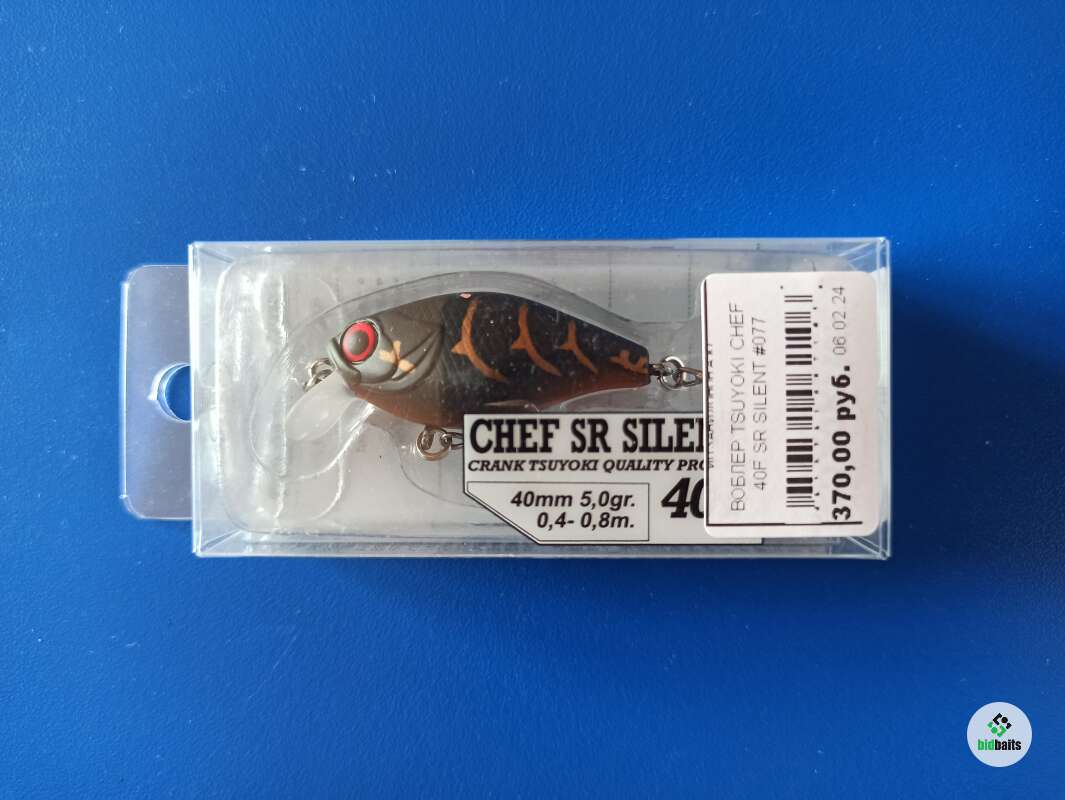 CHEF SR SILE
CRANK TSUYOKI QUALITY PRO
40mm 5,0gr.
0,4- 0,8m.
40
ВОБЛЕР TSUYOKI CHEF
40F SR SILENT #077
370,00 руб.
06 02 24
bidbaits